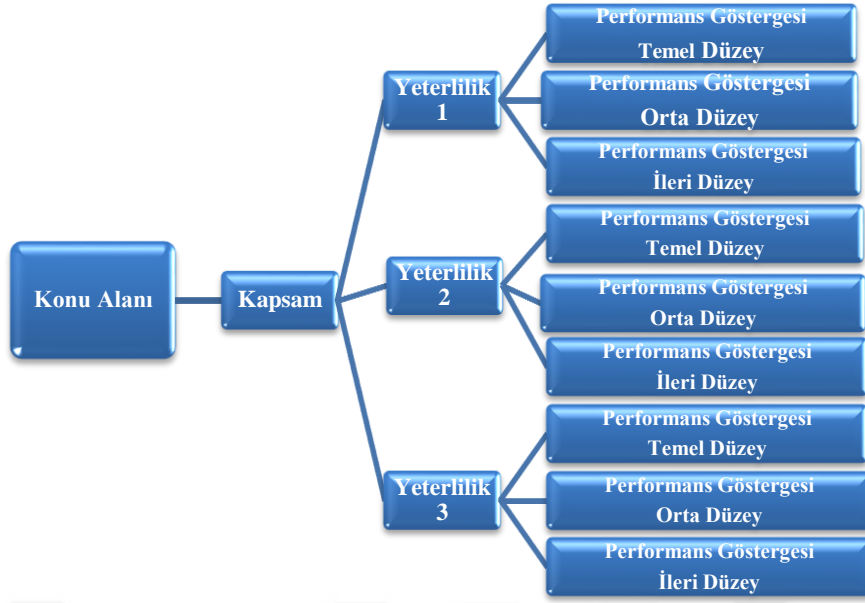 Konu Alanı
Kapsam
Yeterlilik
1
Performans Göstergesi
Temel Düzey
Performans Göstergesi
Orta Düzey
Performans Göstergesi
İleri Düzey
Yeterlilik
2
Performans Göstergesi
Temel Düzey
Performans Göstergesi
Orta Düzey
Performans Göstergesi
İleri Düzey
Yeterlilik
3
Performans Göstergesi
Temel Düzey
Performans Göstergesi
Orta Düzey
Performans Göstergesi
İleri Düzey